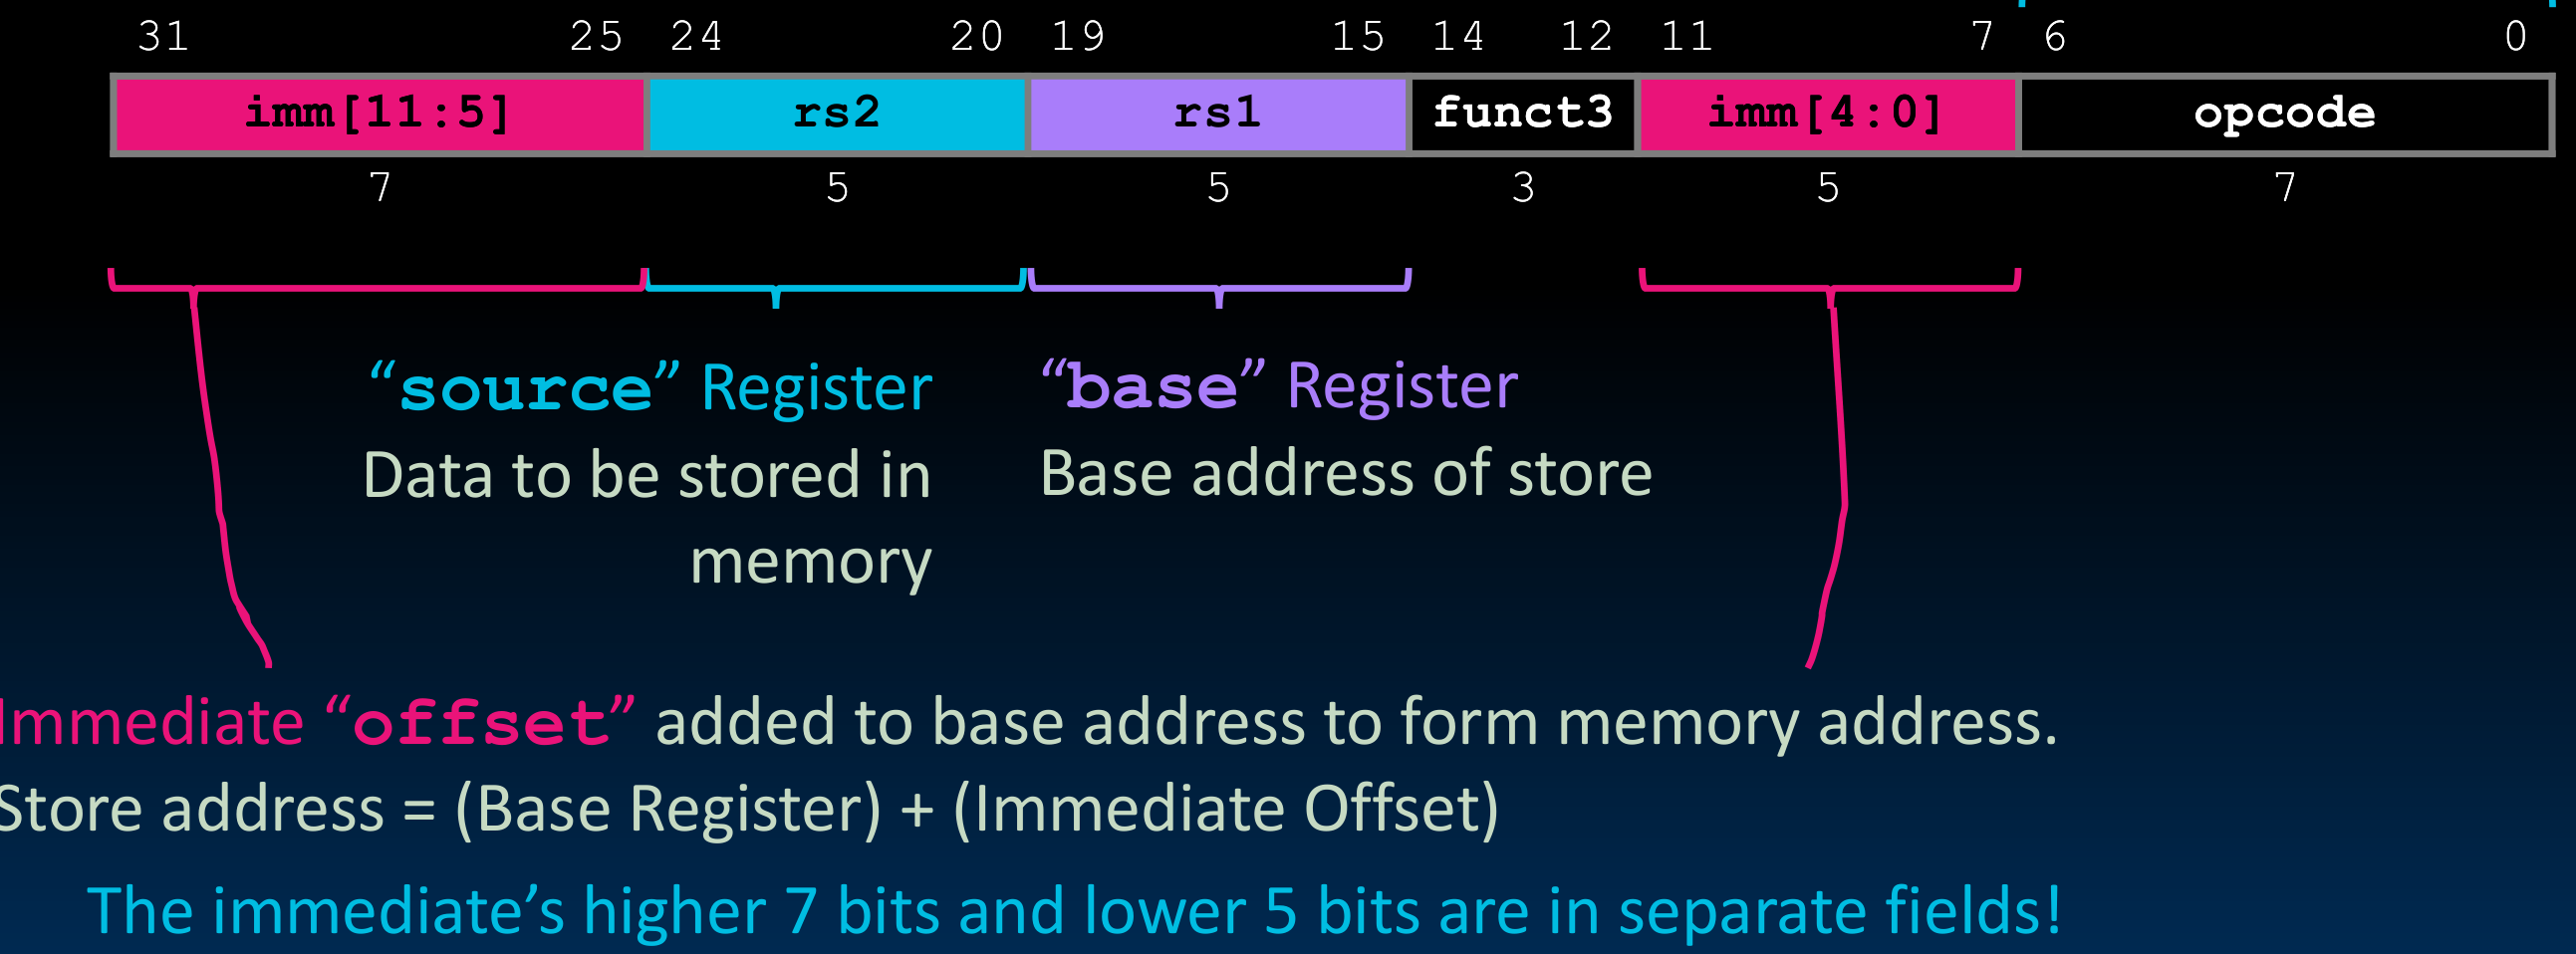 31 25 24 20 19 15 14 12 11 7 6 0
imm[11:5] rs2 rs1 funct3 imm[4:0] opcode
7 5 5 3 5 7
“source” Register “base” Register
Data to be stored in Base address of store
memory
Immediate “offset” added to base address to form memory address.
Store address = (Base Register) + (Immediate Offset)
The immediate’s higher 7 bits and lower 5 bits are in separate fields!